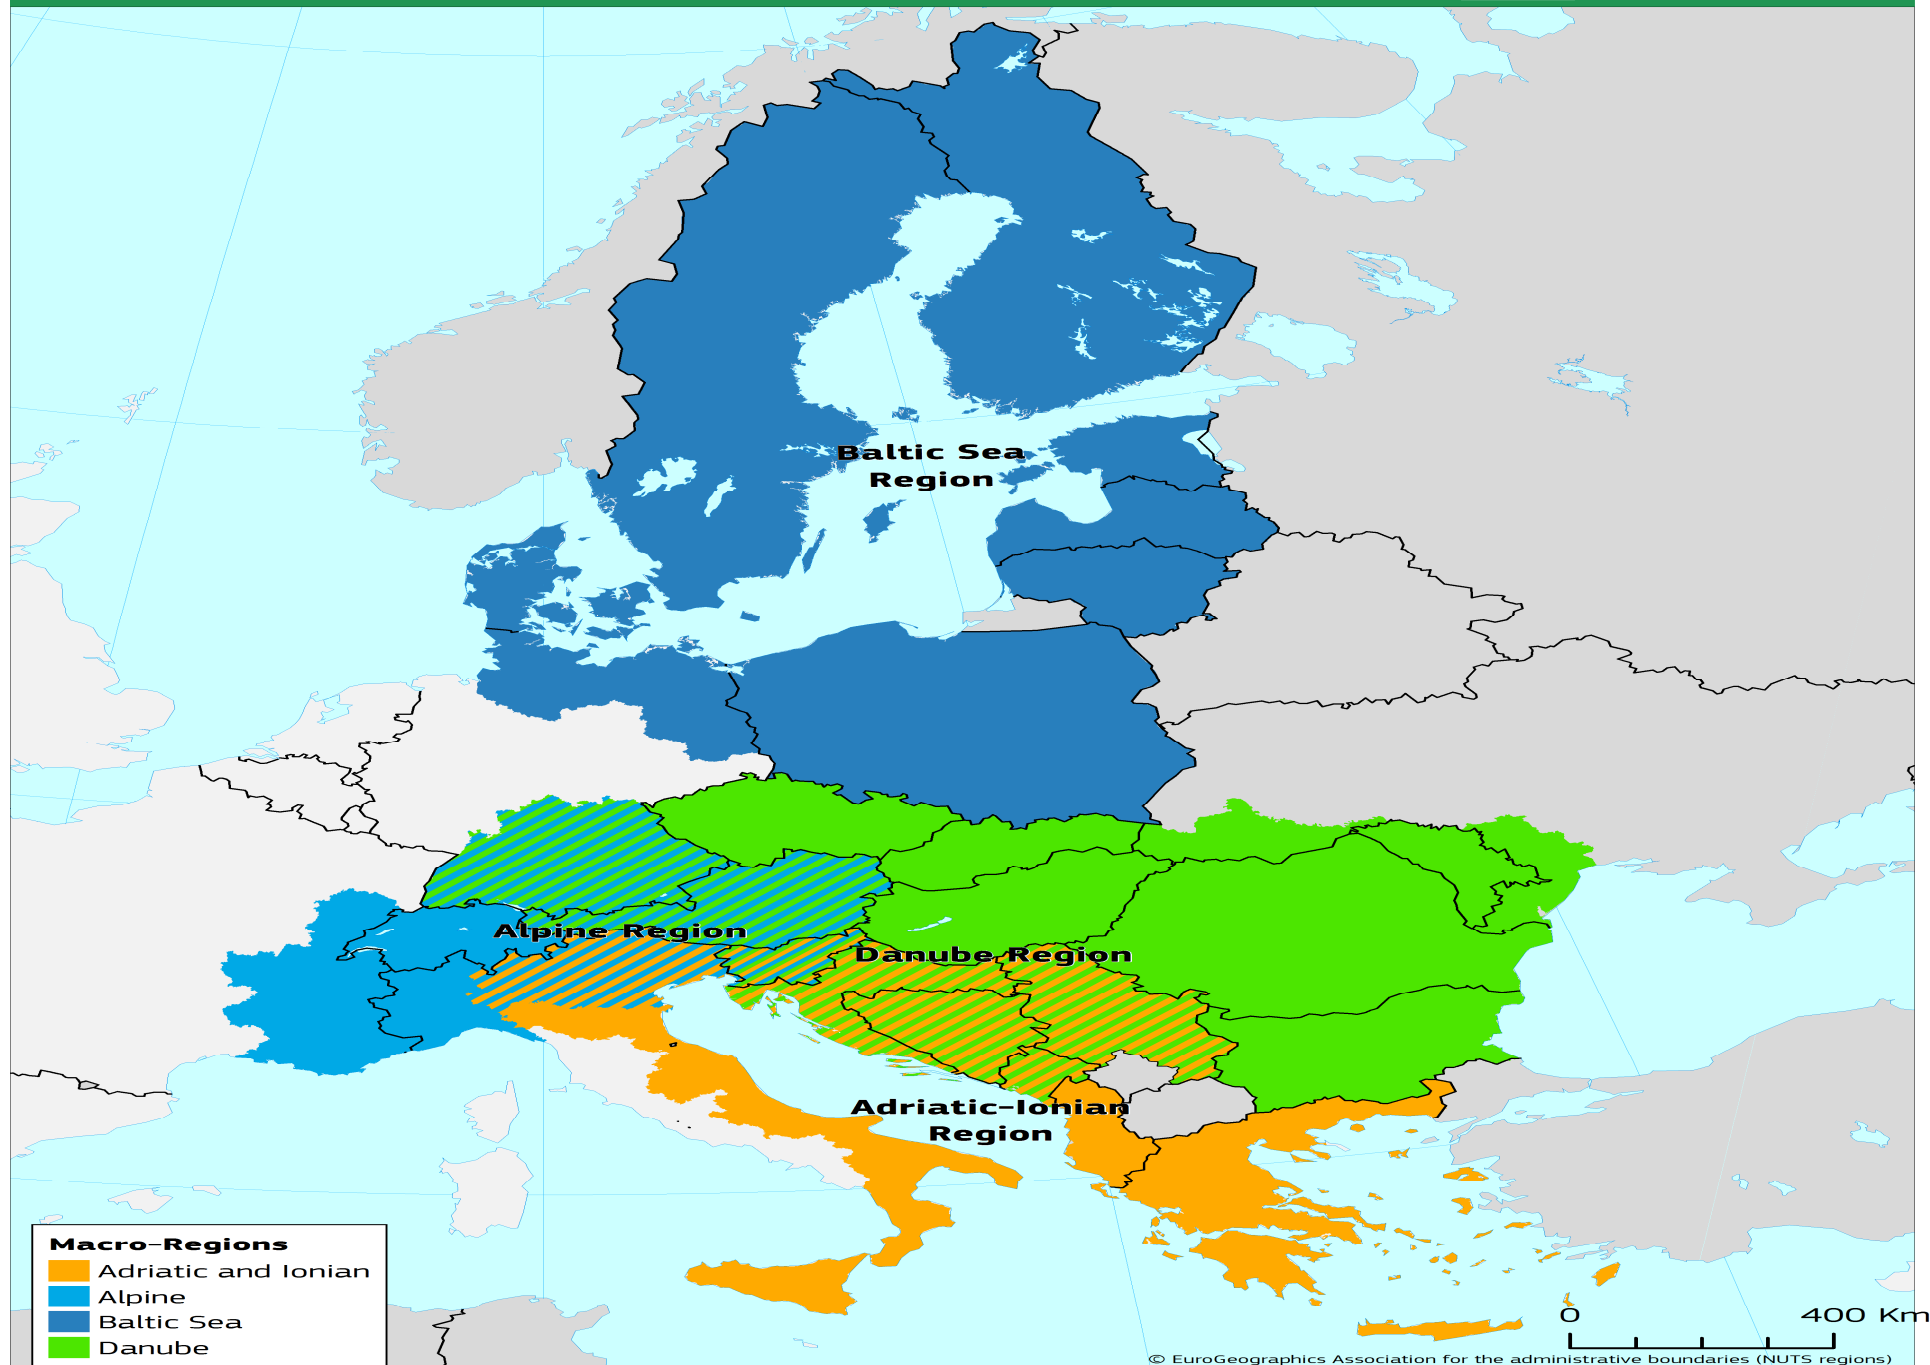 Baltic Sea
Region
Alpine Region
Danube Region
Adriatic-Ionian
Region
Macro-Regions
Adriatic and Ionian
Alpine
Baltic Sea
Danube
0 400 Km
© EuroGeographics Association for the administrative boundaries (NUTS regions)